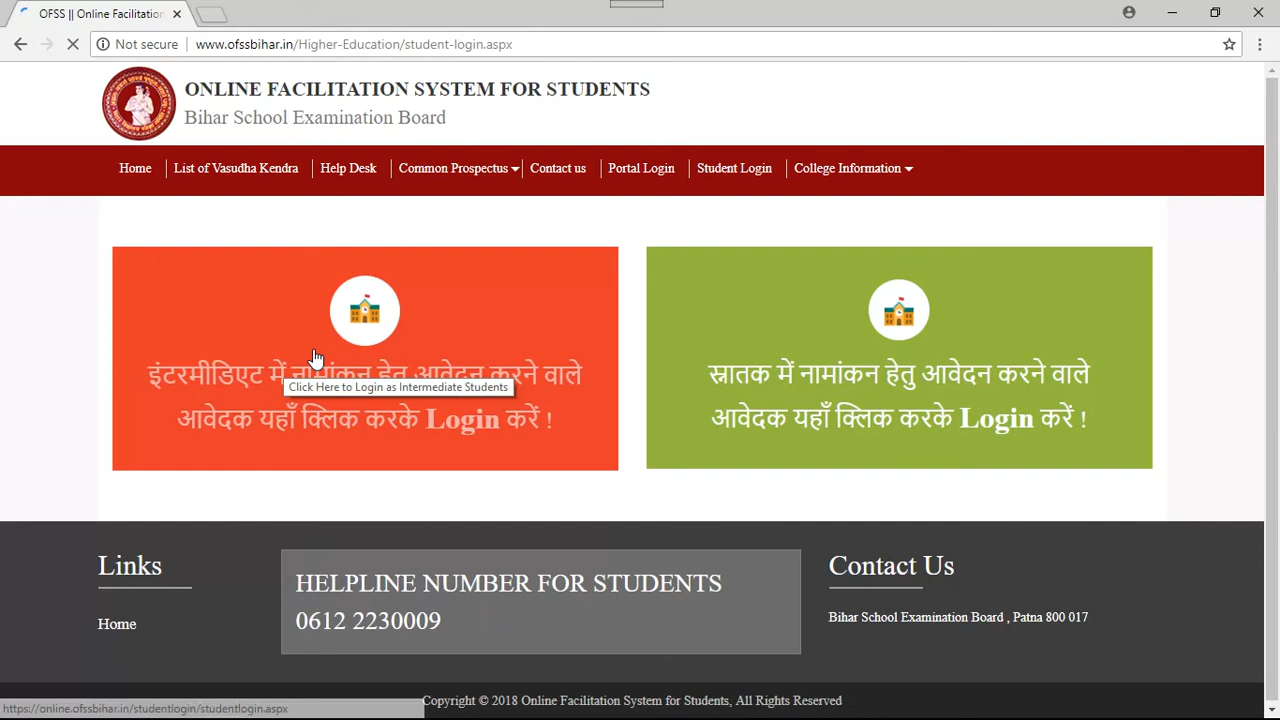 OFSS || Online Facilitation
Not secure
www.ofssbihar.in/Higher-Education/student-login.aspx
ONLINE FACILITATION SYSTEM FOR STUDENTS
Bihar School Examination Board
Home
List of Vasudha Kendra
Help Desk
Common Prospectus
Contact us
Portal Login
Student Login
College Information
इंटरमीडिएट में नामांकन हेतु आवेदन करने वाले
आवेदक यहाँ क्लिक करके Login करें !
Click Here to Login as Intermediate Students
स्नातक में नामांकन हेतु आवेदन करने वाले
आवेदक यहाँ क्लिक करके Login करें !
Links
Home
HELPLINE NUMBER FOR STUDENTS
0612 2230009
Contact Us
Bihar School Examination Board , Patna 800 017
Copyright © 2018 Online Facilitation System for Students, All Rights Reserved
https://online.ofssbihar.in/studentlogin/studentlogin.aspx